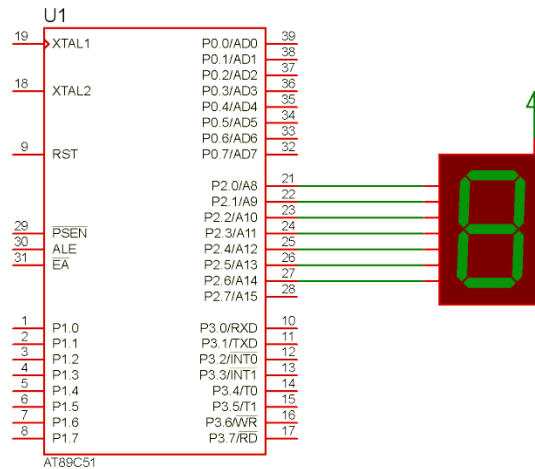 U1
19 XTAL1 P0.0/AD0 39
P0.1/AD1 38
P0.2/AD2 37
18 XTAL2 P0.3/AD3 36
P0.4/AD4 35
P0.5/AD5 34
P0.6/AD6 33
9 RST P0.7/AD7 32
P2.0/A8 21
P2.1/A9 22
P2.2/A10 23
29 PSEN P2.3/A11 24
30 ALE P2.4/A12 25
31 EA P2.5/A13 26
P2.6/A14 27
P2.7/A15 28
1 P1.0 P3.0/RXD 10
2 P1.1 P3.1/TXD 11
3 P1.2 P3.2/INT0 12
4 P1.3 P3.3/INT1 13
5 P1.4 P3.4/T0 14
6 P1.5 P3.5/T1 15
7 P1.6 P3.6/WR 16
8 P1.7 P3.7/RD 17
AT89C51